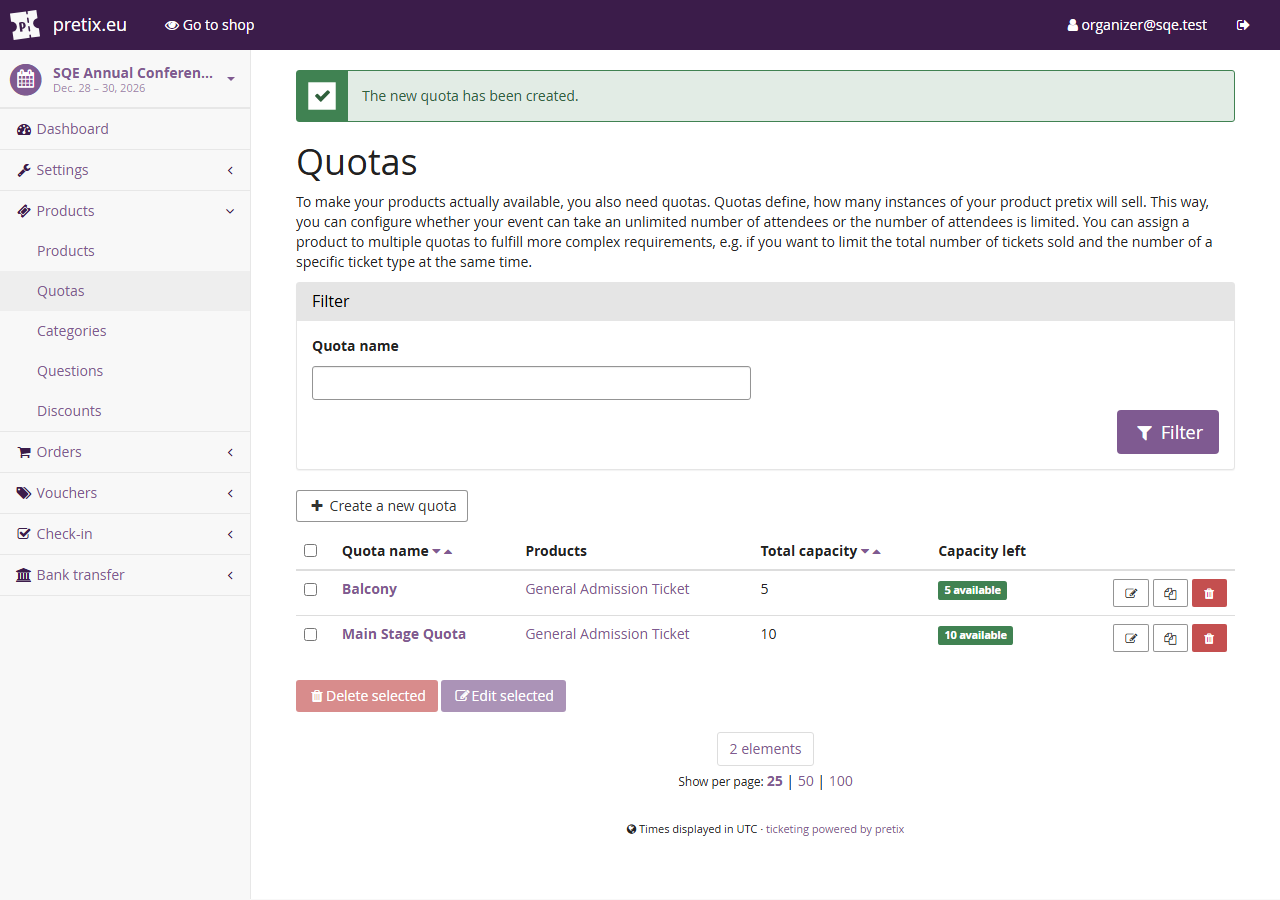 pretix.eu
Go to shop
organizer@sqe.test
SQE Annual Conferen...
Dec. 28 – 30, 2026
Dashboard
Settings
Products
Products
Quotas
Categories
Questions
Discounts
Orders
Vouchers
Check-in
Bank transfer
The new quota has been created.
Quotas
To make your products actually available, you also need quotas. Quotas define, how many instances of your product pretix will sell. This way,
you can configure whether your event can take an unlimited number of attendees or the number of attendees is limited. You can assign a
product to multiple quotas to fulfill more complex requirements, e.g. if you want to limit the total number of tickets sold and the number of a
specific ticket type at the same time.
Filter
Quota name
Filter
Create a new quota
Quota name Products Total capacity Capacity left
Balcony General Admission Ticket 5 5 available
Main Stage Quota General Admission Ticket 10 10 available
Delete selected Edit selected
2 elements
Show per page: 25 | 50 | 100
Times displayed in UTC · ticketing powered by pretix